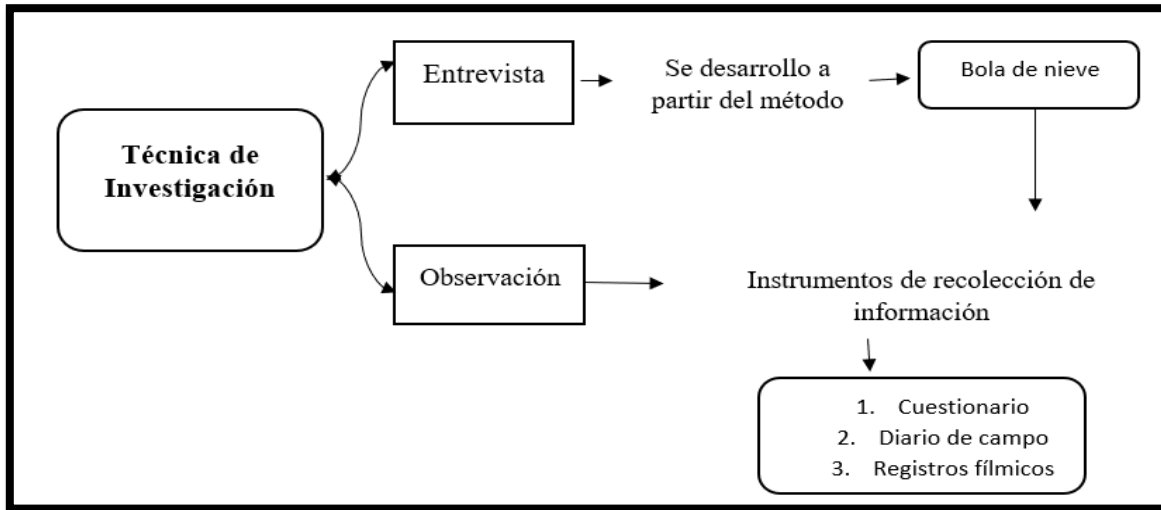 Técnica de
Investigación
Entrevista
Se desarrollo a
partir del método
Bola de nieve
Observación
Instrumentos de recolección de
información
1. Cuestionario
2. Diario de campo
3. Registros fílmicos